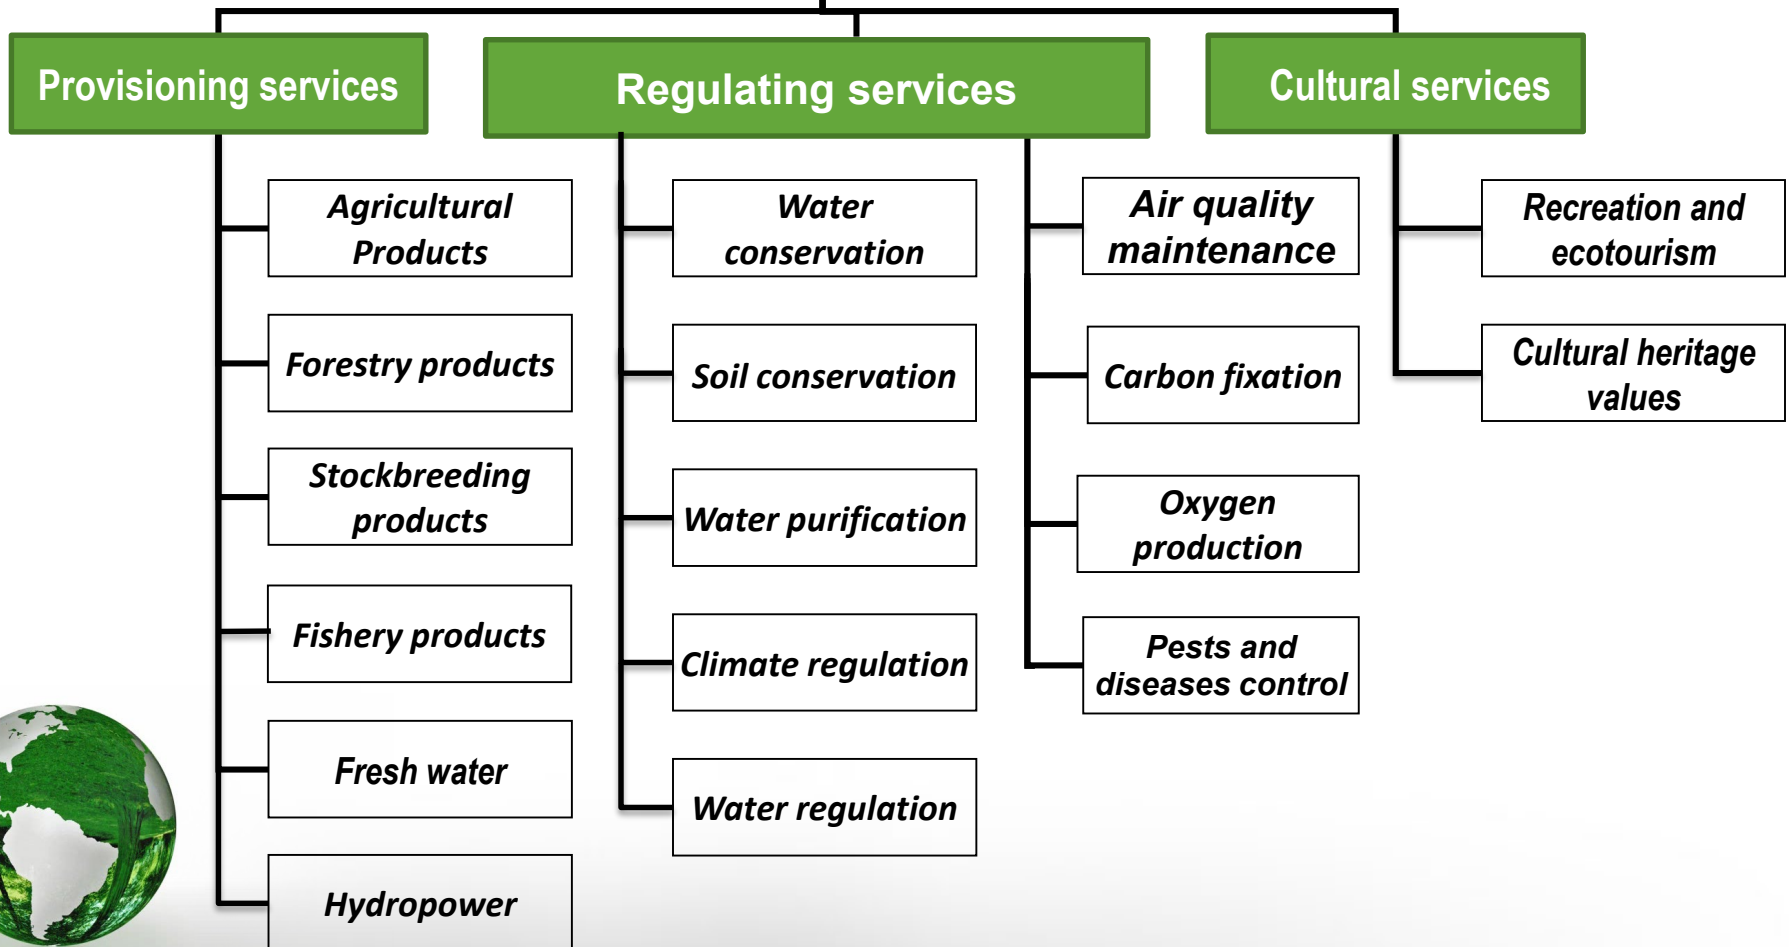 Provisioning services
Regulating services
Cultural services
Agricultural
Products
Forestry products
Stockbreeding
products
Fishery products
Fresh water
Hydropower
Water
conservation
Soil conservation
Water purification
Climate regulation
Water regulation
Air quality
maintenance
Carbon fixation
Oxygen
production
Pests and
diseases control
Recreation and
ecotourism
Cultural heritage
values